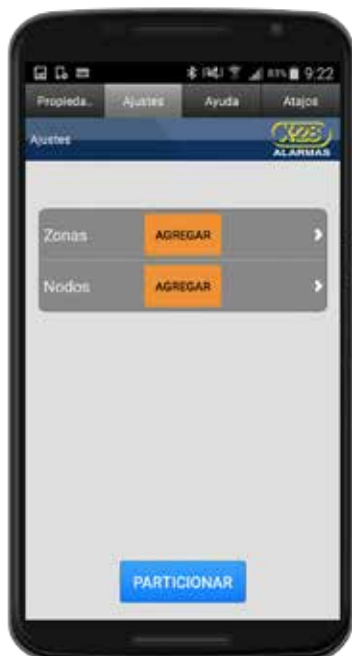 9:22
Propieda.. Ajustes Ayuda Atajos
Ajustes
X-28
ALARMAS
Zonas AGREGAR
Nodos AGREGAR
PARTICIONAR